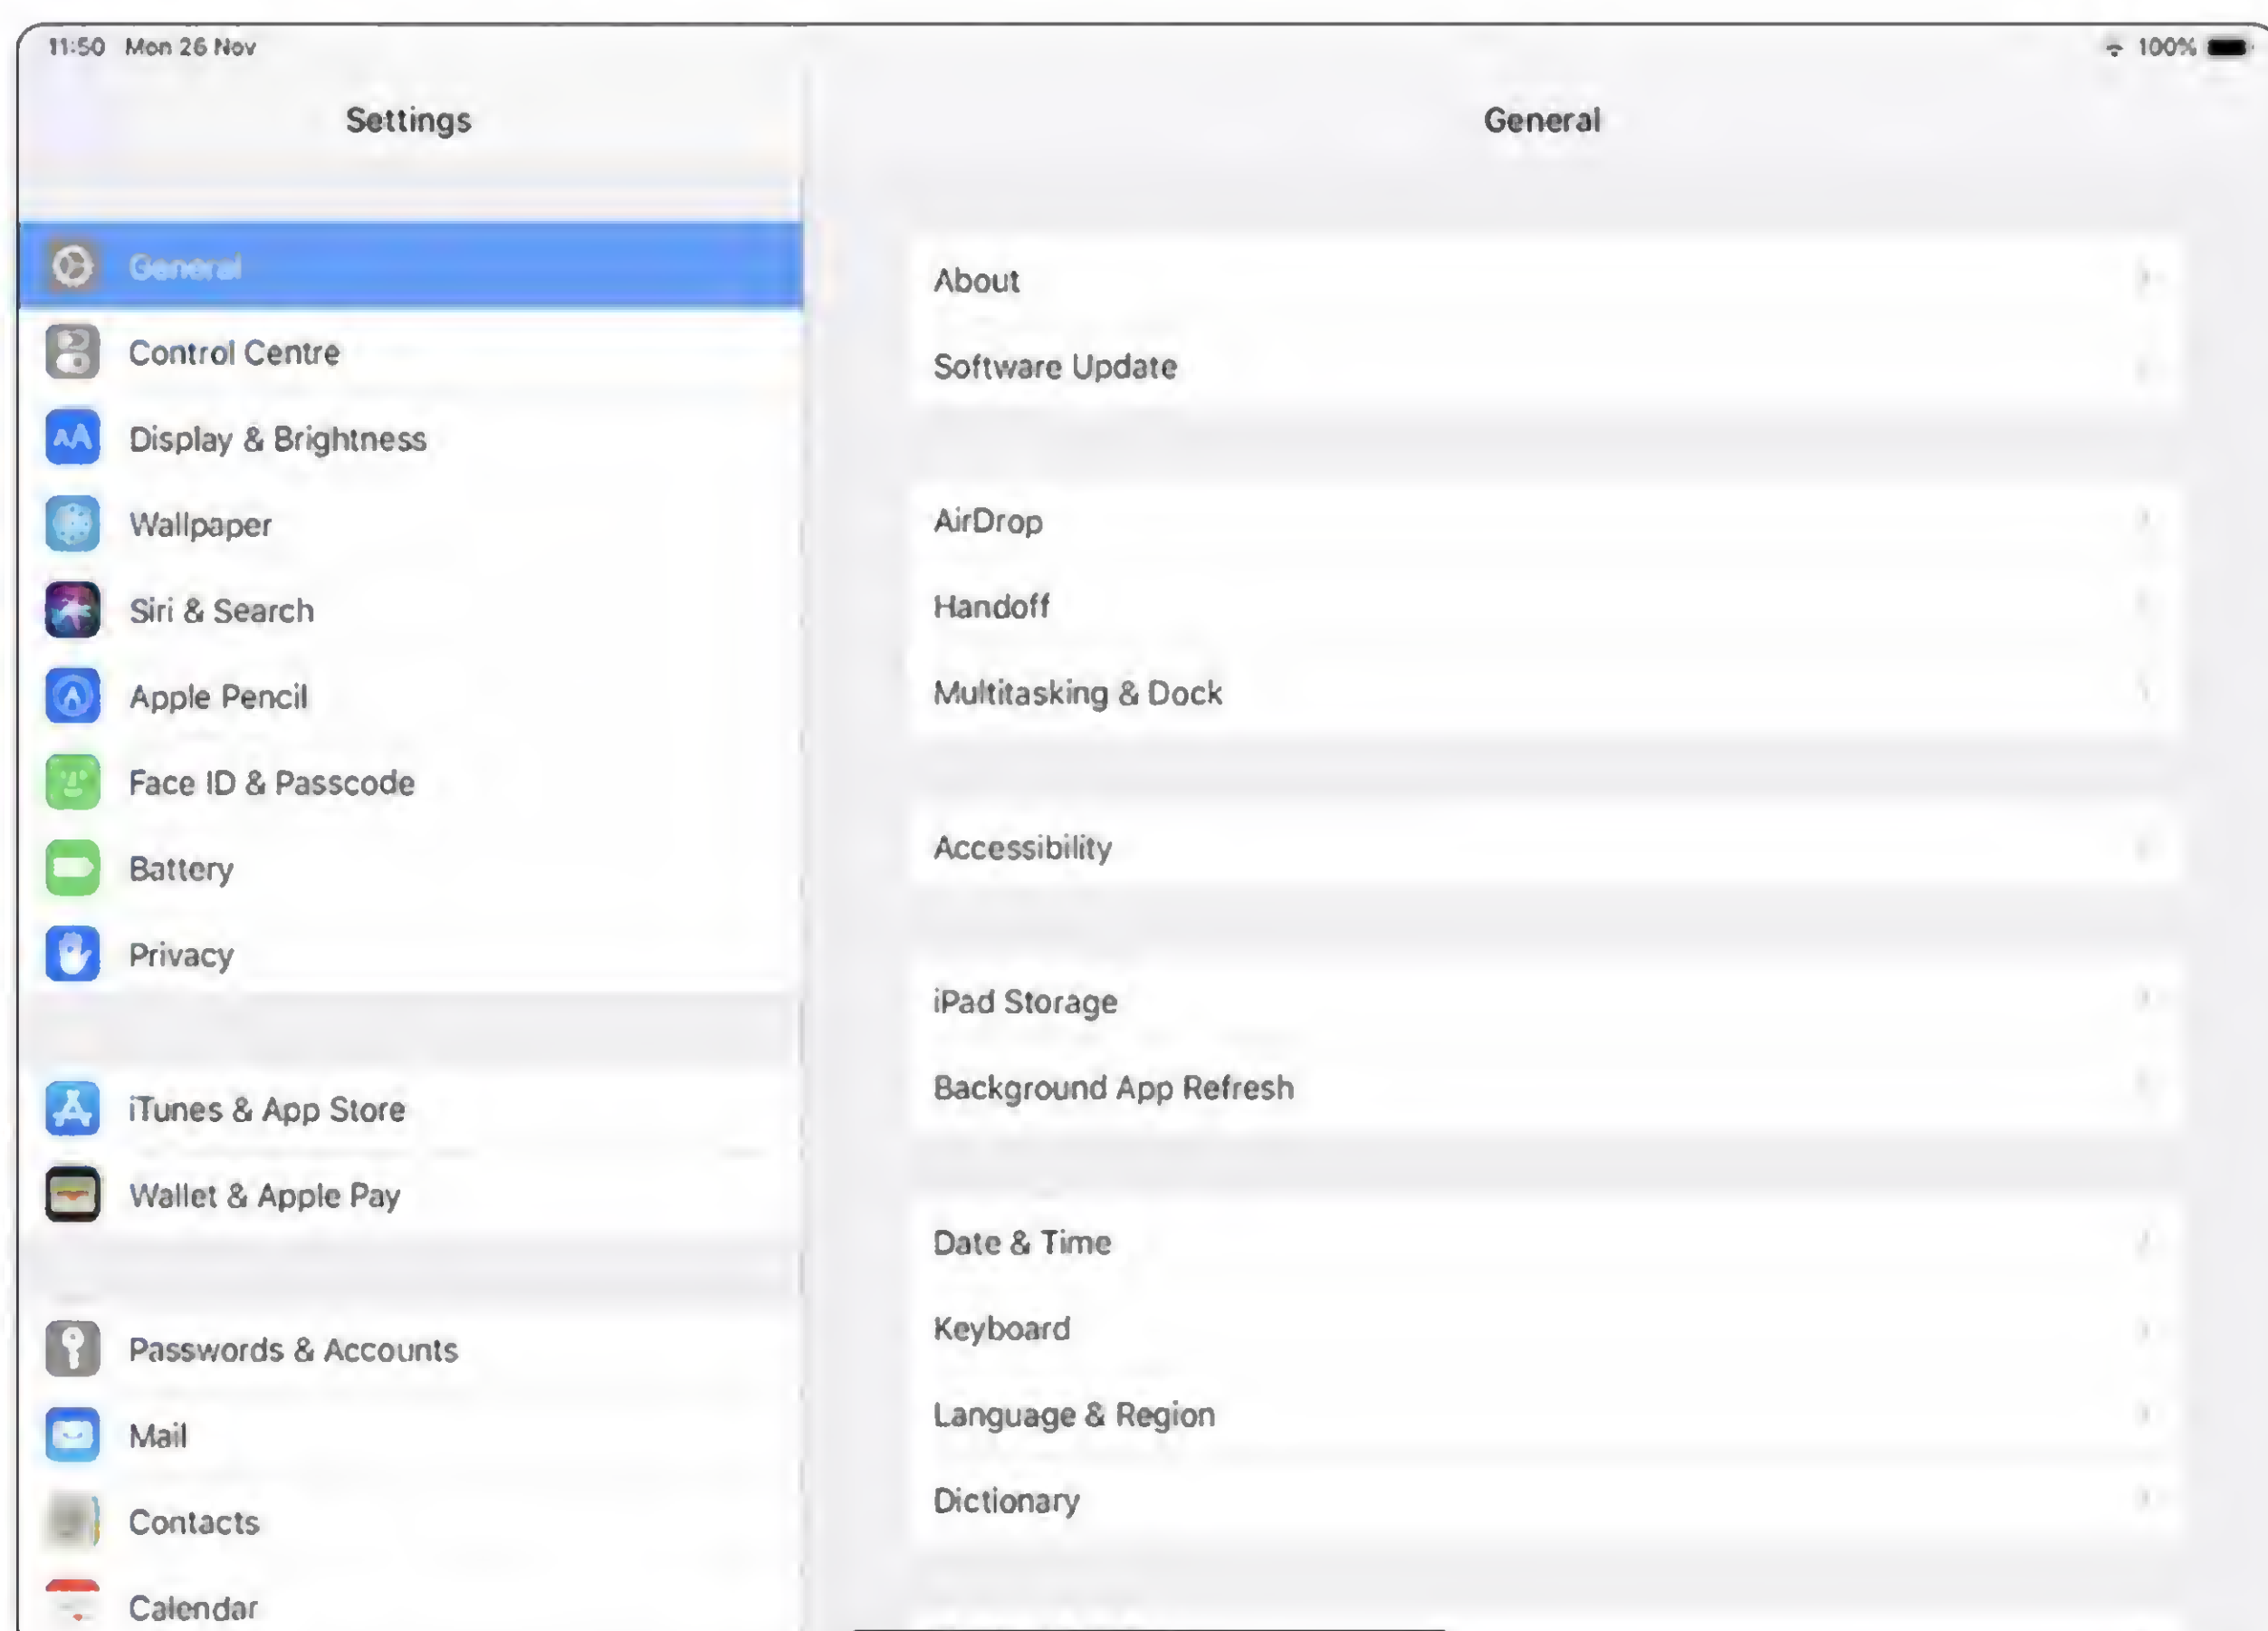 11:50 Mon 26 Nov
100%
Settings
General
Control Centre
Display & Brightness
Wallpaper
Siri & Search
Apple Pencil
Face ID & Passcode
Battery
Privacy
iTunes & App Store
Wallet & Apple Pay
Passwords & Accounts
Mail
Contacts
Calendar
General
About
Software Update
AirDrop
Handoff
Multitasking & Dock
Accessibility
iPad Storage
Background App Refresh
Date & Time
Keyboard
Language & Region
Dictionary